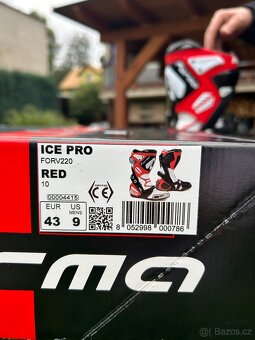 ICE PRO
FORV220
RED
10
00004415
EUR
US
MENS
43
9
CE
8 052998 000786
rma
© Bazos.cz